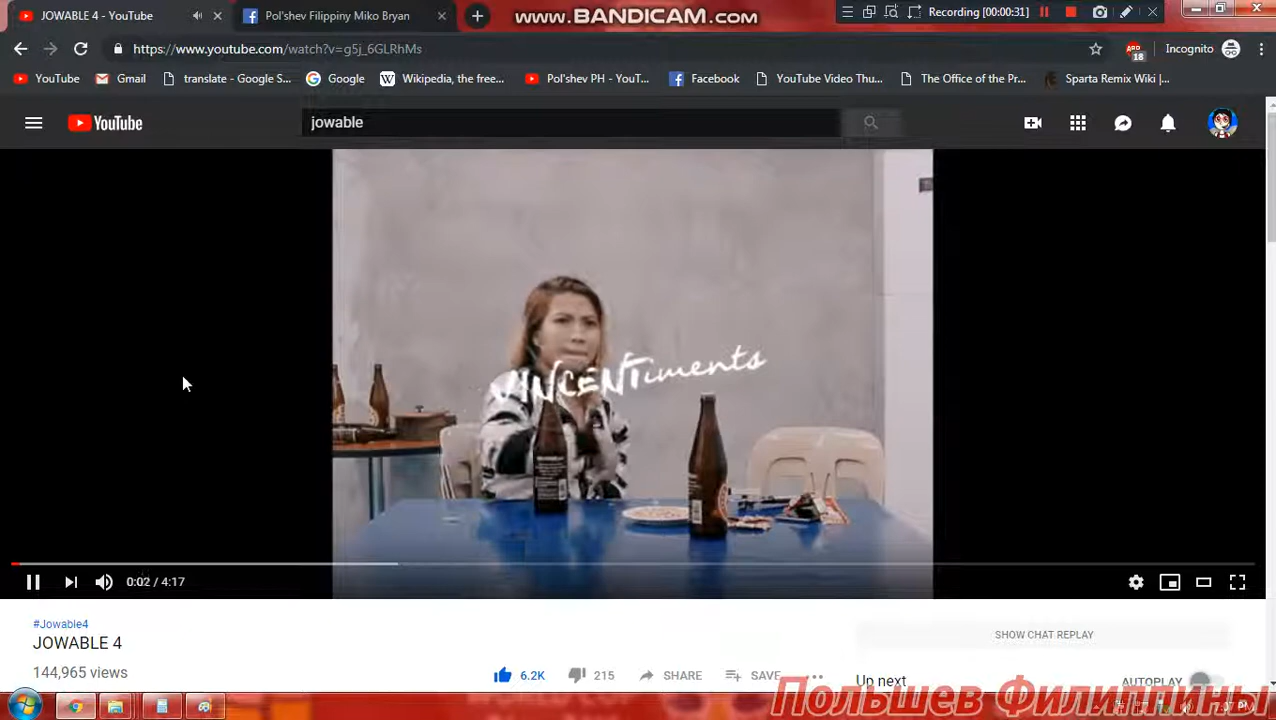 JOWABLE 4 - YouTube
Pol'shev Filippiny Miko Bryan
www.BANDICAM.com
Recording [00:00:31]
https://www.youtube.com/watch?v=g5j_6GLRhMs
ABP
18
Incognito
YouTube
Gmail
translate - Google S...
Google
Wikipedia, the free...
Pol'shev PH - YouT...
Facebook
YouTube Video Thu...
The Office of the Pr...
Sparta Remix Wiki |...
YouTube
jowable
VINCENTiments
0:02 / 4:17
#Jowable4
JOWABLE 4
144,965 views
6.2K
215
SHARE
SAVE
SHOW CHAT REPLAY
Up next
AUTOPLAY
Польшев Филиппины